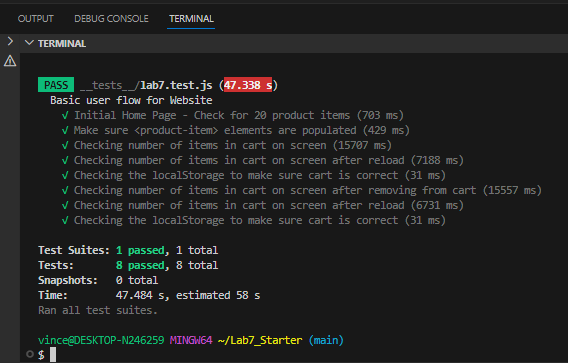 OUTPUT DEBUG CONSOLE TERMINAL
TERMINAL
PASS __tests__/lab7.test.js (47.338 s)
Basic user flow for Website
√ Initial Home Page - Check for 20 product items (703 ms)
√ Make sure <product-item> elements are populated (429 ms)
√ Checking number of items in cart on screen (15707 ms)
√ Checking number of items in cart on screen after reload (7188 ms)
√ Checking the localStorage to make sure cart is correct (31 ms)
√ Checking number of items in cart on screen after removing from cart (15557 ms)
√ Checking number of items in cart on screen after reload (6731 ms)
√ Checking the localStorage to make sure cart is correct (31 ms)
Test Suites: 1 passed, 1 total
Tests: 8 passed, 8 total
Snapshots: 0 total
Time: 47.484 s, estimated 58 s
Ran all test suites.
vince@DESKTOP-N246259 MINGW64 ~/Lab7_Starter (main)
$